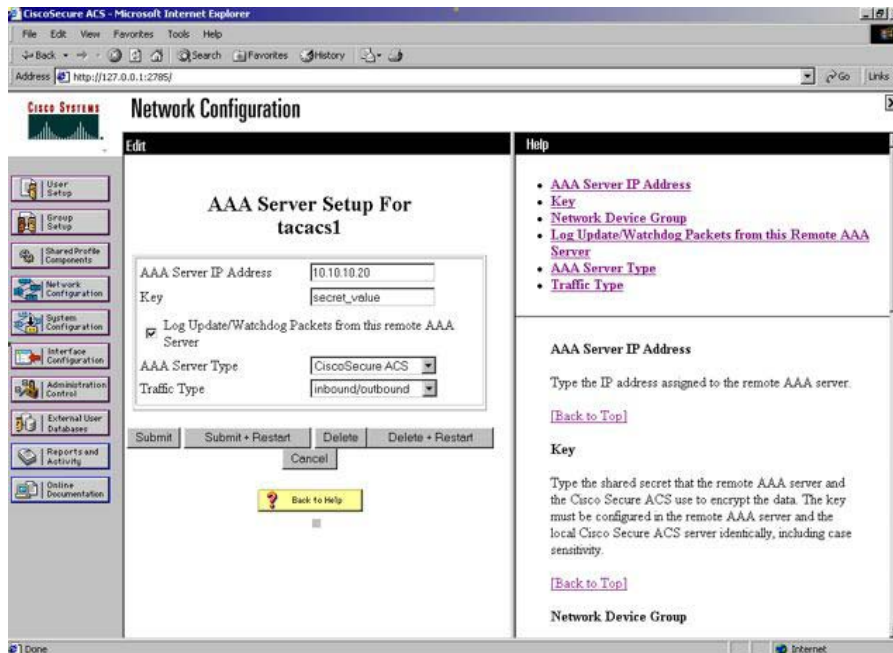 CiscoSecure ACS - Microsoft Internet Explorer
File Edit View Favorites Tools Help
Back Search Favorites History
Address http://127.0.0.1:2785/ Go Links
CISCO SYSTEMS
Network Configuration
User Setup
Group Setup
Shared Profile Components
Network Configuration
System Configuration
Interface Configuration
Administration Control
External User Databases
Reports and Activity
Online Documentation
Edit
AAA Server Setup For
tacacs1
AAA Server IP Address 10.10.10.20
Key secret_value
Log Update/Watchdog Packets from this remote AAA
Server
AAA Server Type CiscoSecure ACS
Traffic Type inbound/outbound
Submit Submit + Restart Delete Delete + Restart
Cancel
? Back to Help
Help
AAA Server IP Address
Key
Network Device Group
Log Update/Watchdog Packets from this Remote AAA
Server
AAA Server Type
Traffic Type
AAA Server IP Address
Type the IP address assigned to the remote AAA server.
[Back to Top]
Key
Type the shared secret that the remote AAA server and
the Cisco Secure ACS use to encrypt the data. The key
must be configured in the remote AAA server and the
local Cisco Secure ACS server identically, including case
sensitivity.
[Back to Top]
Network Device Group
Done Internet